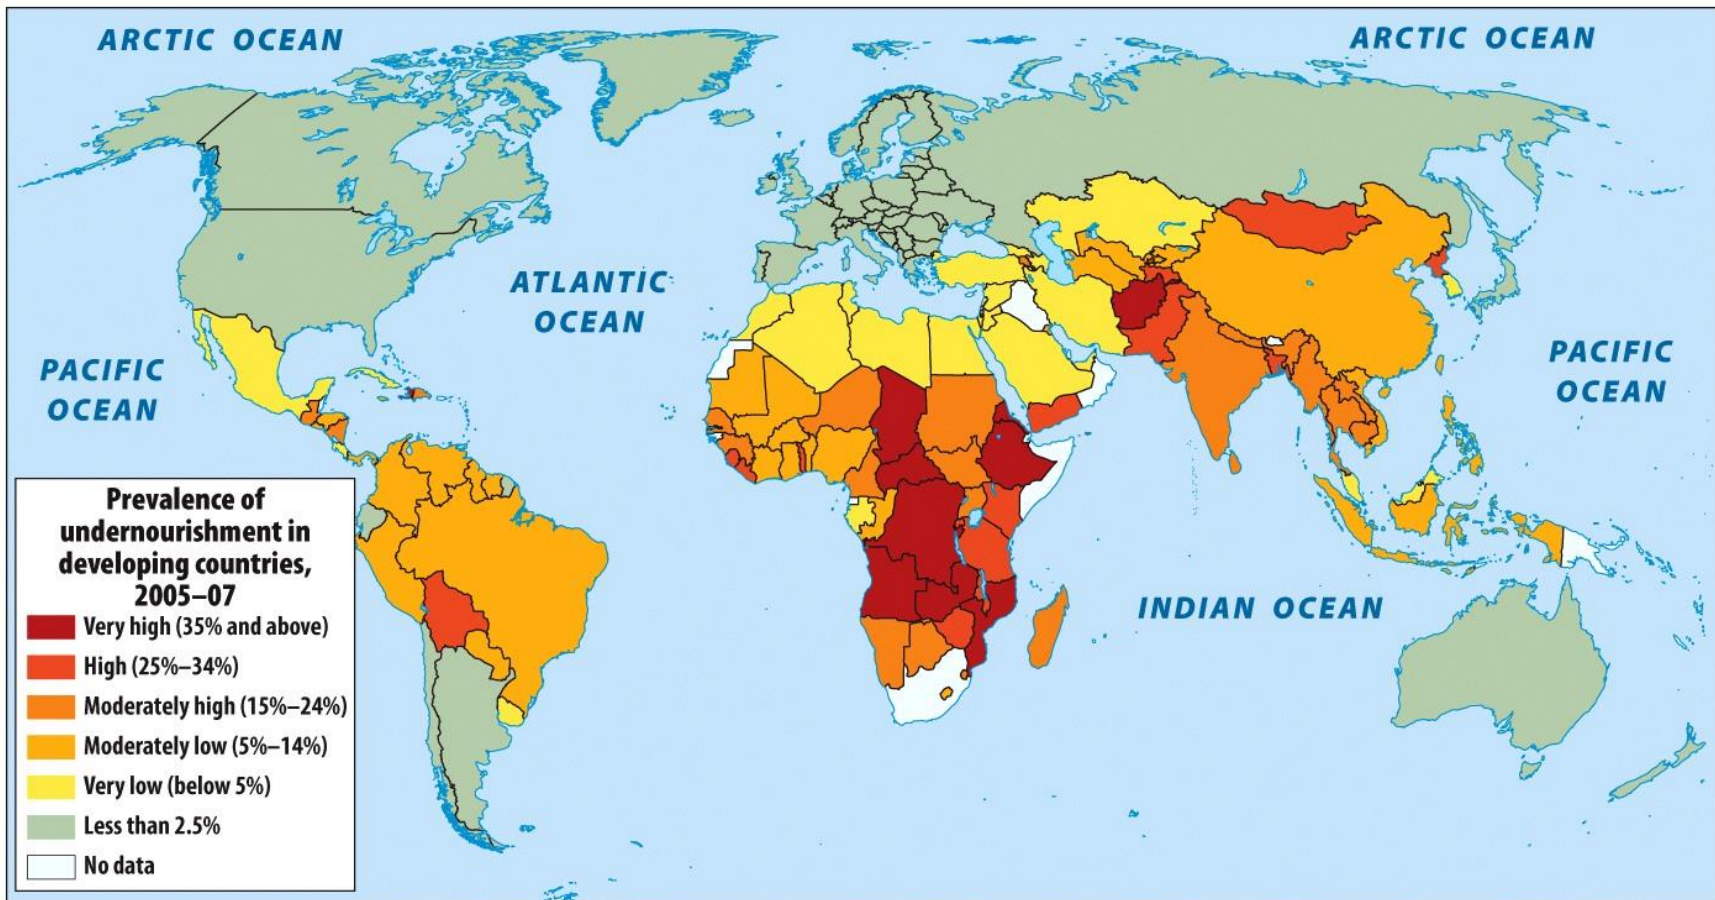 ARCTIC OCEAN
ARCTIC OCEAN
ATLANTIC
OCEAN
PACIFIC
OCEAN
PACIFIC
OCEAN
INDIAN OCEAN
Prevalence of
undernourishment in
developing countries,
2005–07
Very high (35% and above)
High (25%–34%)
Moderately high (15%–24%)
Moderately low (5%–14%)
Very low (below 5%)
Less than 2.5%
No data